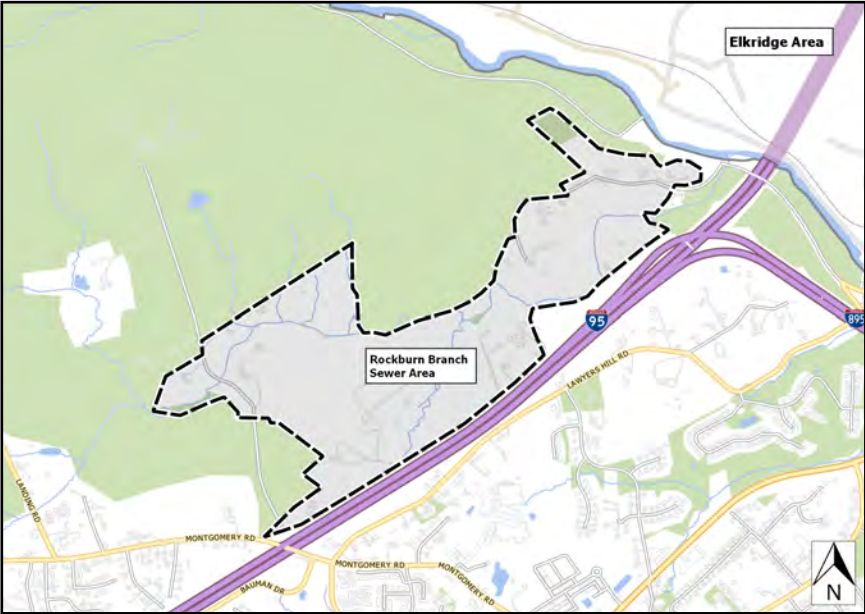 Elkridge Area
95
895
LAWYERS HILL RD
Rockburn Branch
Sewer Area
LANDING RD
MONTGOMERY RD
MONTGOMERY RD
MONTGOMERY RD
BAUMAN DR
N